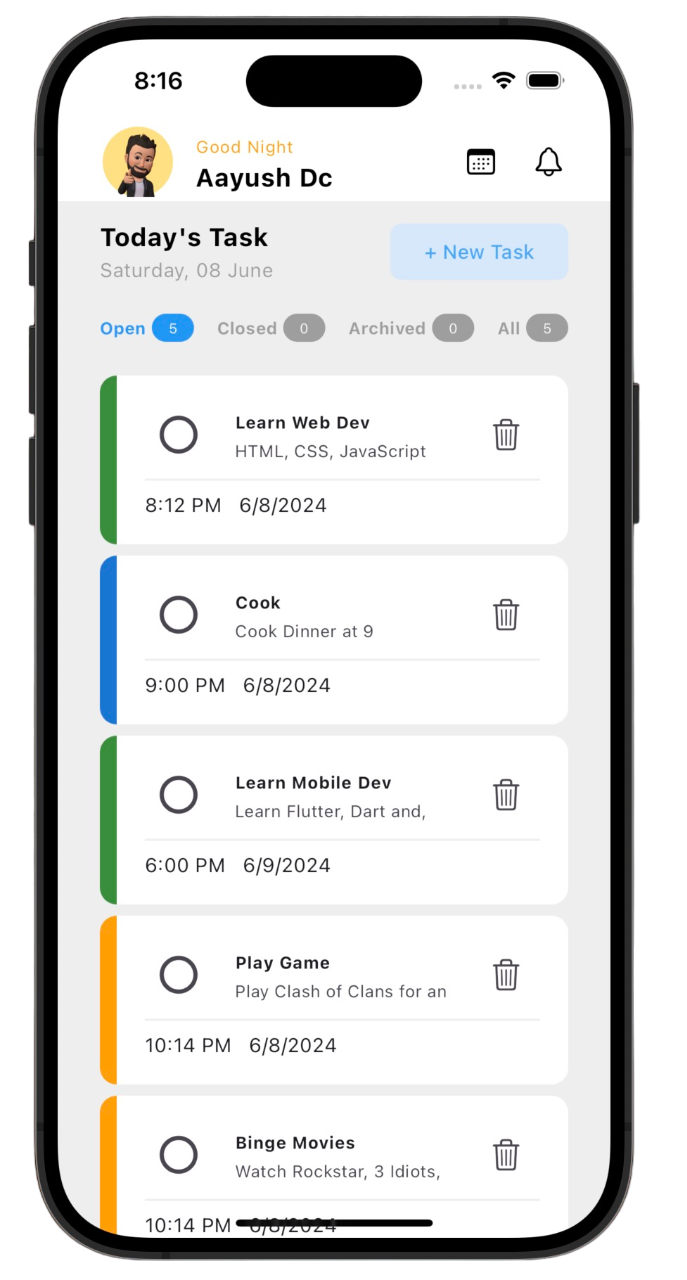 8:16
Good Night
Aayush Dc
Today's Task
+ New Task
Saturday, 08 June
Open 5 Closed 0 Archived 0 All 5
Learn Web Dev
HTML, CSS, JavaScript
8:12 PM 6/8/2024
Cook
Cook Dinner at 9
9:00 PM 6/8/2024
Learn Mobile Dev
Learn Flutter, Dart and,
6:00 PM 6/9/2024
Play Game
Play Clash of Clans for an
10:14 PM 6/8/2024
Binge Movies
Watch Rockstar, 3 Idiots,
10:14 PM 6/8/2024